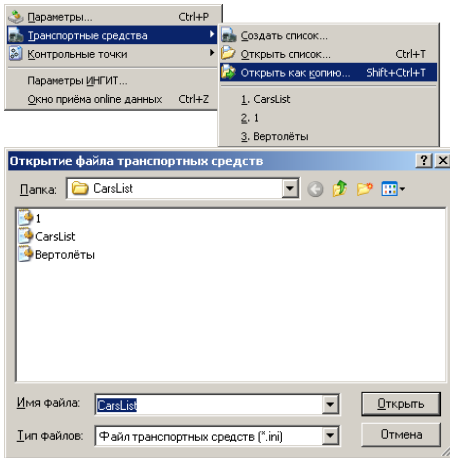 Параметры... Ctrl+P
Транспортные средства
Контрольные точки
Параметры ИНГИТ...
Окно приёма online данных Ctrl+Z
Создать список...
Открыть список... Ctrl+T
Открыть как копию... Shift+Ctrl+T
1. CarsList
2. 1
3. Вертолёты
Открытие файла транспортных средств
Папка: CarsList
1
CarsList
Вертолёты
Имя файла: CarsList Открыть
Тип файлов: Файл транспортных средств (*.ini) Отмена